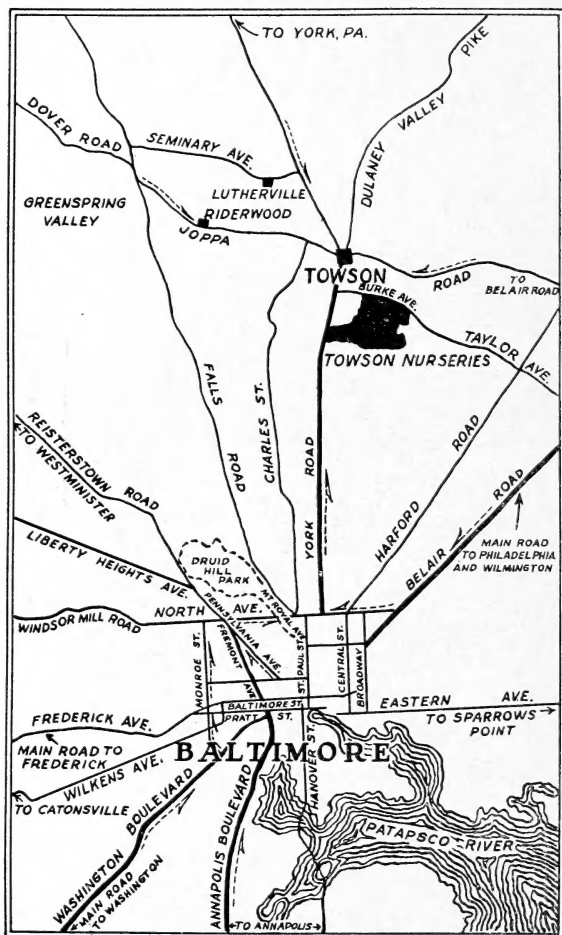 TO YORK, PA.
DULANEY VALLEY PIKE
DOVER ROAD
SEMINARY AVE.
LUTHERVILLE
RIDERWOOD
GREENSPRING
VALLEY
JOPPA ROAD
TOWSON
TO
BELAIR ROAD
BURKE AVE.
TAYLOR AVE.
TOWSON NURSERIES
FALLS ROAD
CHARLES ST.
YORK ROAD
HARFORD ROAD
BELAIR ROAD
MAIN ROAD
TO PHILADELPHIA
AND WILMINGTON
REISTERSTOWN ROAD
TO WESTMINISTER
LIBERTY HEIGHTS AVE.
DRUID
HILL
PARK
MT ROYAL AVE.
WINDSOR MILL ROAD
NORTH AVE.
PENNSYLVANIA AVE.
FREMONT AVE
MONROE ST.
ST. PAUL ST.
CENTRAL ST.
BROADWAY
BALTIMORE ST.
PRATT ST.
EASTERN AVE.
TO SPARROWS
POINT
FREDERICK AVE.
MAIN ROAD TO
FREDERICK
BALTIMORE
WILKENS AVE.
TO CATONSVILLE
HANOVER ST.
PATAPSCO RIVER
WASHINGTON BOULEVARD
MAIN ROAD
TO WASHINGTON
ANNAPOLIS BOULEVARD
TO ANNAPOLIS